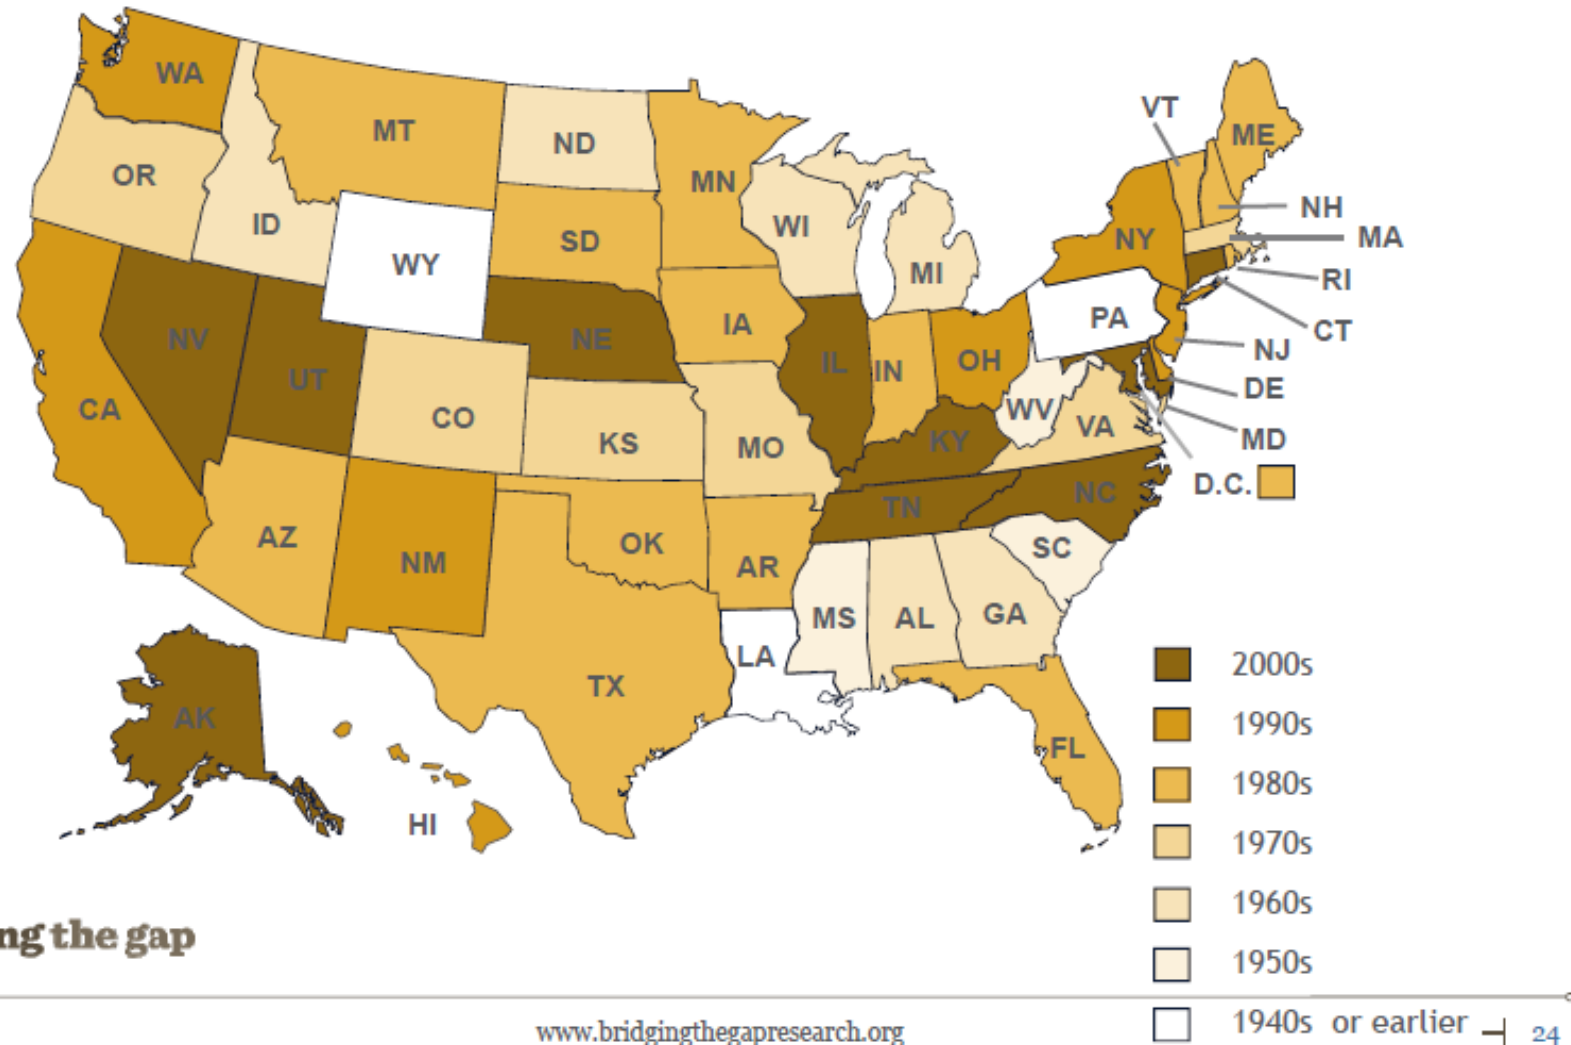 WA
MT
ND
MN
VT
ME
OR
ID
WY
SD
WI
MI
NY
NH
MA
RI
CT
NJ
DE
MD
D.C.
PA
NV
UT
NE
IA
IL
IN
OH
CA
CO
KS
MO
KY
WV
VA
AZ
NM
OK
AR
TN
NC
SC
MS
AL
GA
LA
TX
FL
AK
HI
2000s
1990s
1980s
1970s
1960s
1950s
1940s or earlier
ng the gap
www.bridgingthegapresearch.org
24